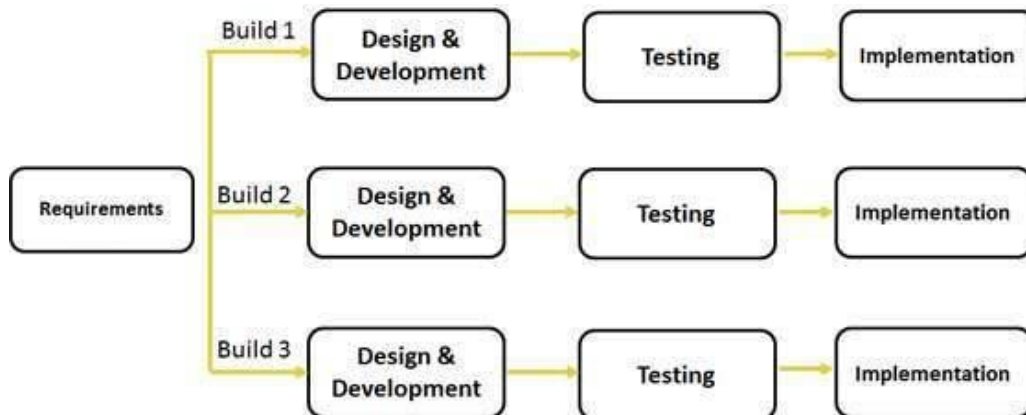 Build 1
Design &
Development
Testing
Implementation
Requirements
Build 2
Design &
Development
Testing
Implementation
Build 3
Design &
Development
Testing
Implementation